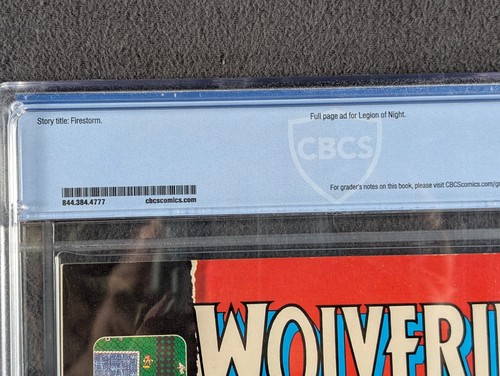 Story title: Firestorm.
Full page ad for Legion of Night.
CBCS
For grader's notes on this book, please visit CBCScomics.com/gr
844.384.4777
cbcscomics.com
WOLVERI